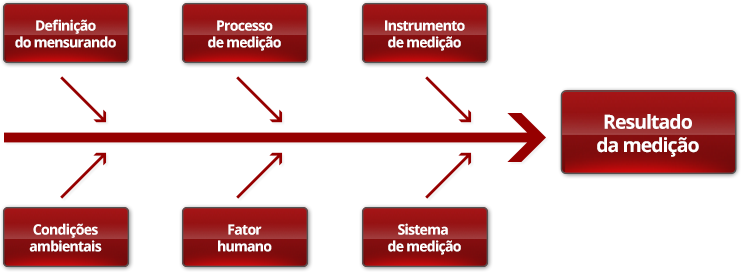 Definição
do mensurando
Processo
de medição
Instrumento
de medição
Resultado
da medição
Condições
ambientais
Fator
humano
Sistema
de medição